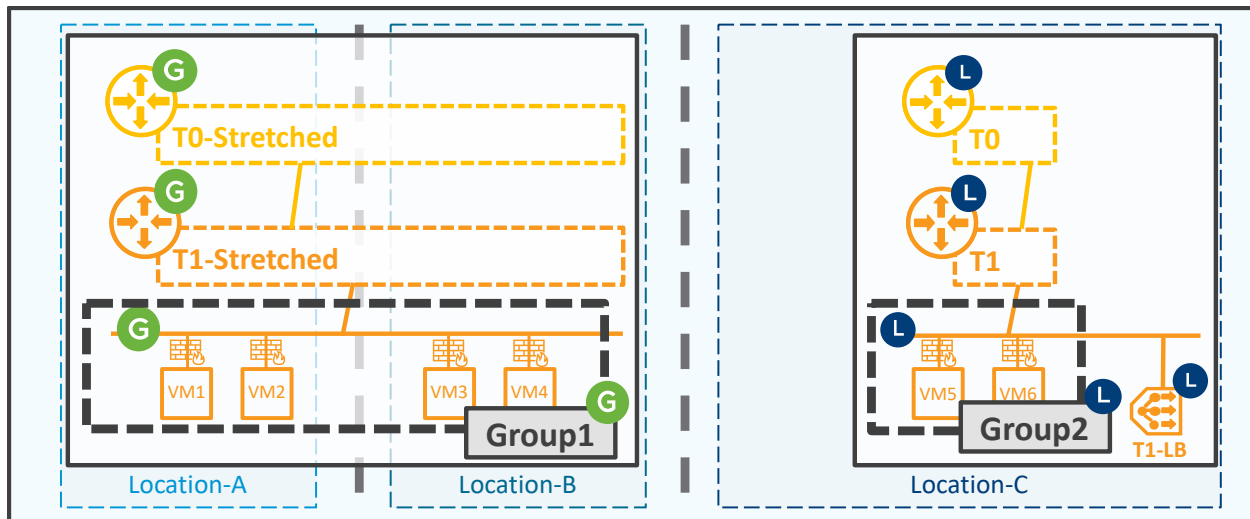 G
L
T0-Stretched
T0
G
L
T1-Stretched
T1
G
L
VM1
VM2
VM3
VM4
VM5
VM6
G
L
L
Group1
Group2
T1-LB
Location-A
Location-B
Location-C